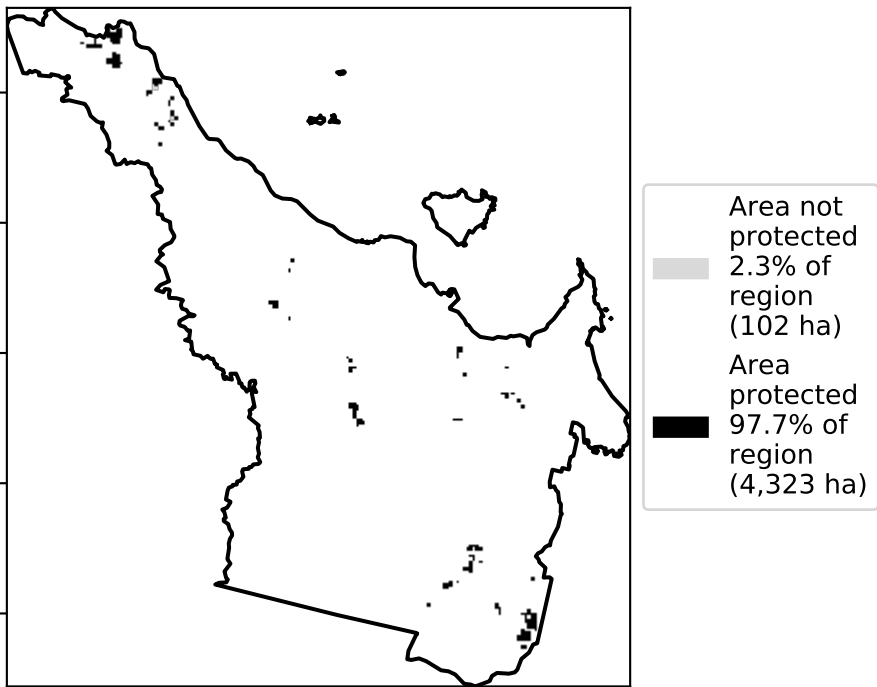 Area not
protected
2.3% of
region
(102 ha)
Area
protected
97.7% of
region
(4,323 ha)